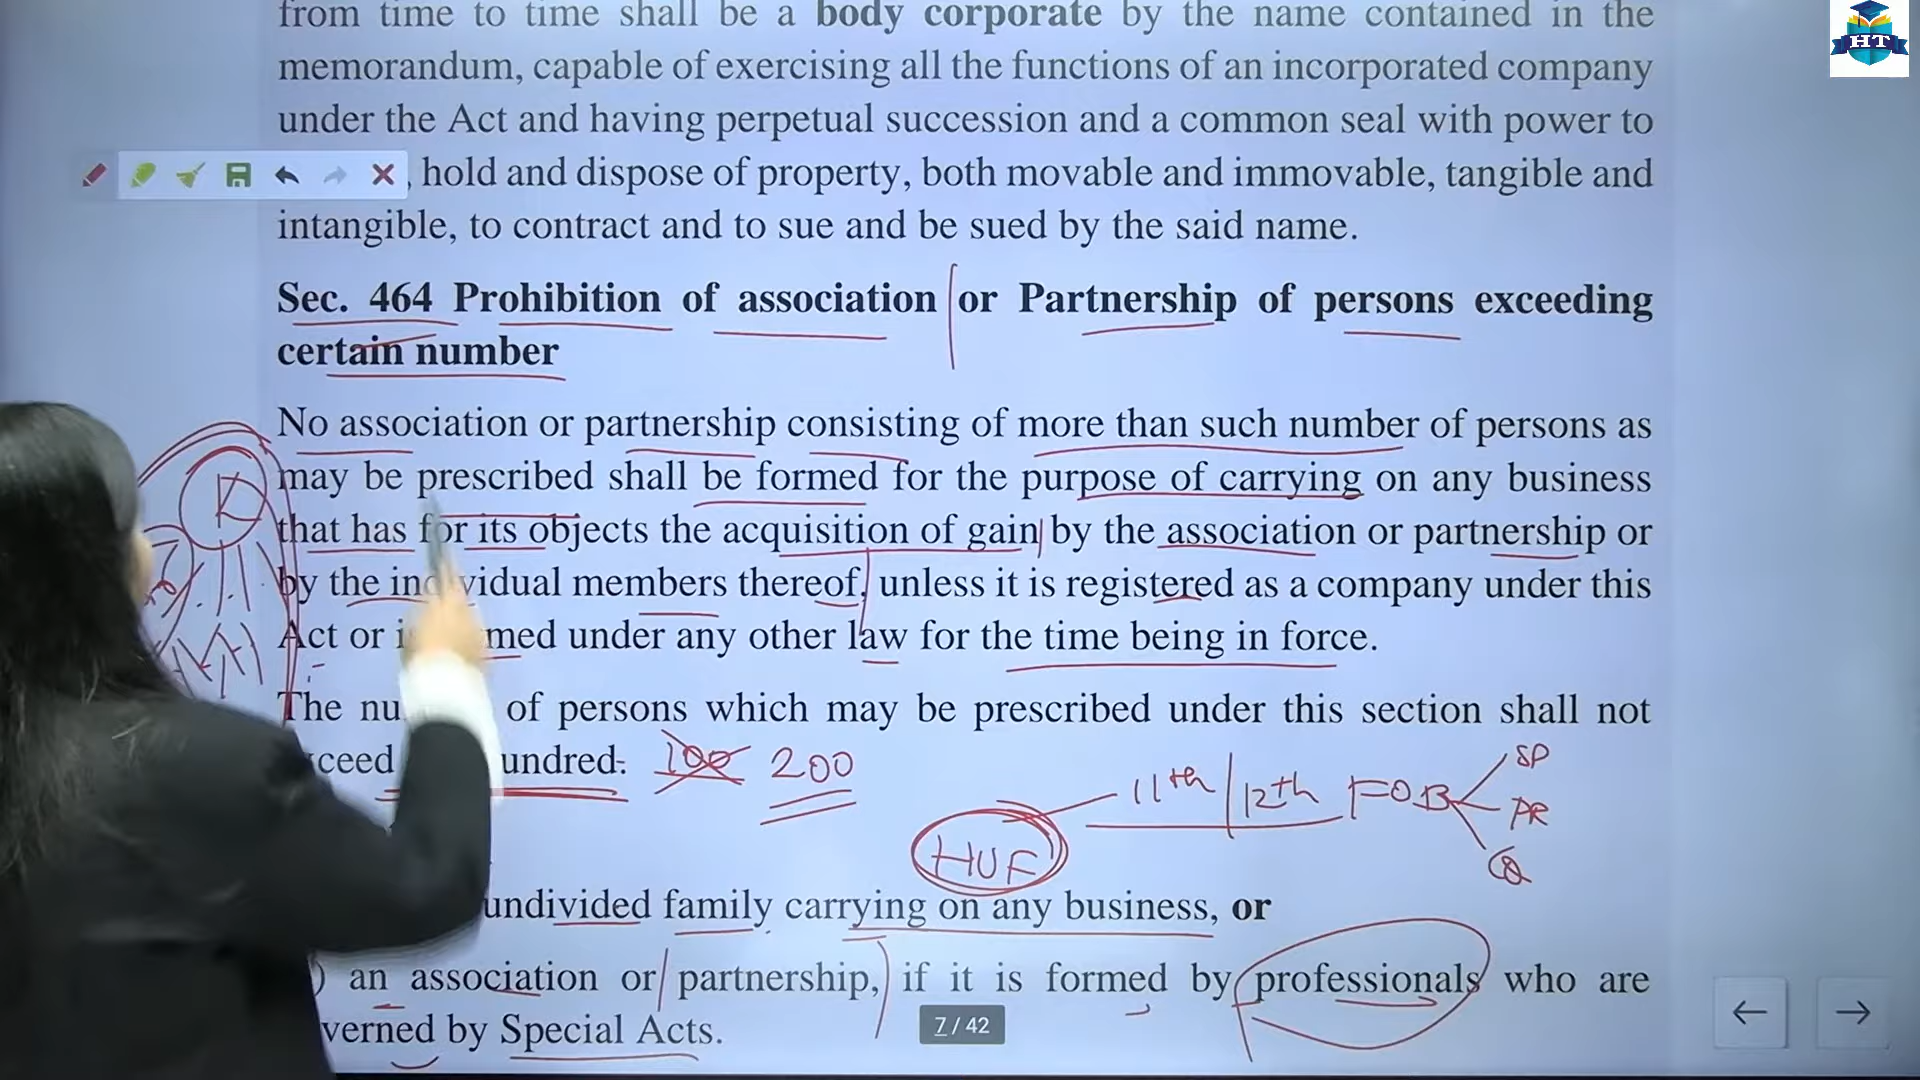 from time to time shall be a body corporate by the name contained in the
memorandum, capable of exercising all the functions of an incorporated company
under the Act and having perpetual succession and a common seal with power to
, hold and dispose of property, both movable and immovable, tangible and
intangible, to contract and to sue and be sued by the said name.
Sec. 464 Prohibition of association or Partnership of persons exceeding
certain number
No association or partnership consisting of more than such number of persons as
may be prescribed shall be formed for the purpose of carrying on any business
that has for its objects the acquisition of gain by the association or partnership or
by the individual members thereof, unless it is registered as a company under this
Act or med under any other law for the time being in force.
The nu of persons which may be prescribed under this section shall not
ceed undred. 100 200
11th 12th FOB
SP
PR
HUF
undivided family carrying on any business, or
) an association or partnership, if it is formed by professionals who are
verned by Special Acts.
7 / 42
HT
K